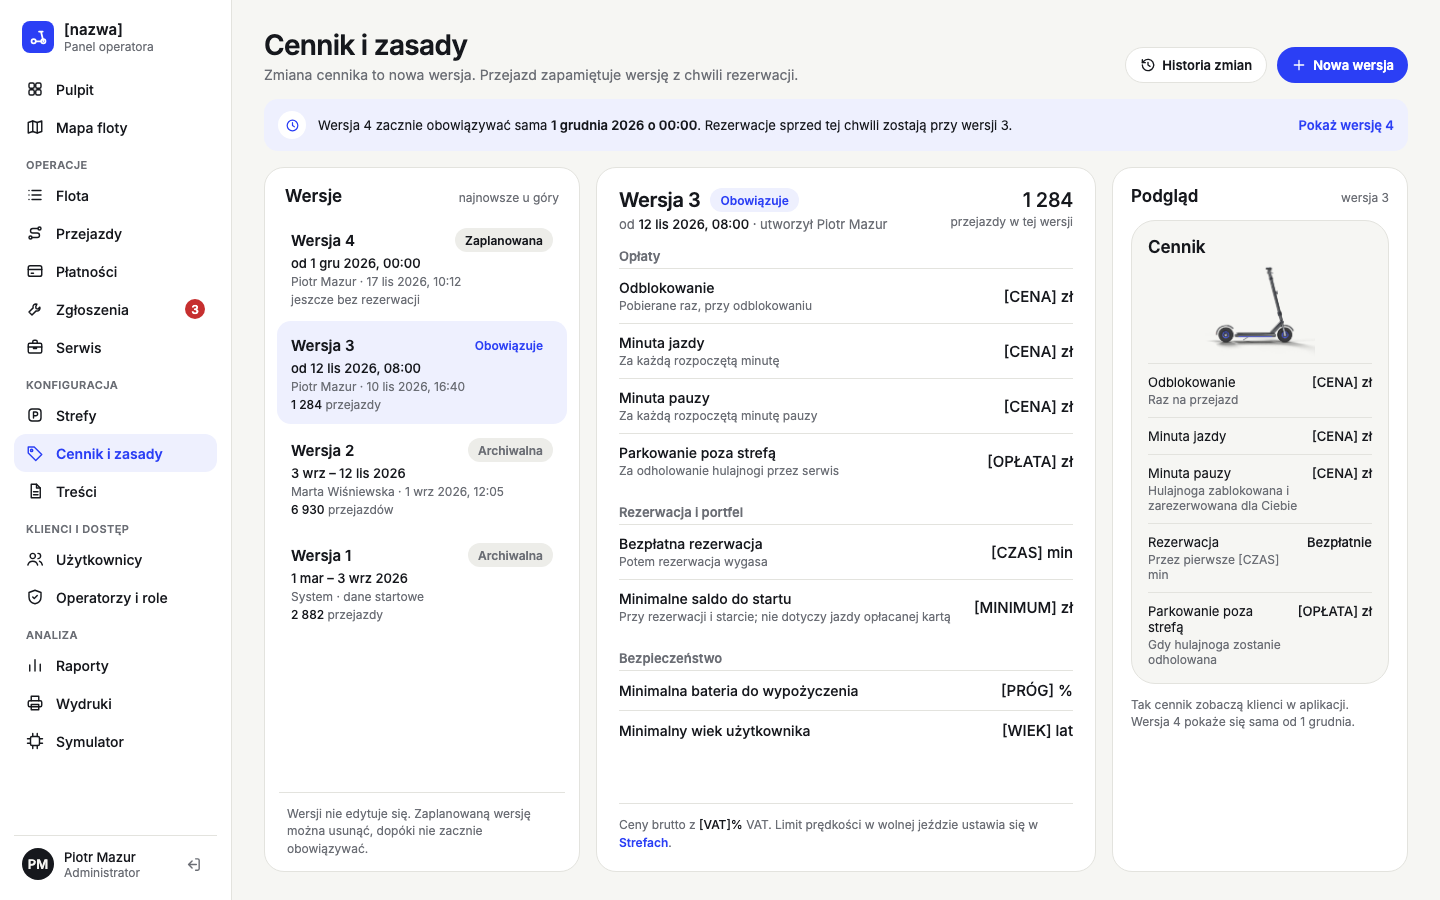 [nazwa]
Panel operatora
Pulpit
Mapa floty
OPERACJE
Flota
Przejazdy
Płatności
Zgłoszenia 3
Serwis
KONFIGURACJA
Strefy
Cennik i zasady
Treści
KLIENCI I DOSTĘP
Użytkownicy
Operatorzy i role
ANALIZA
Raporty
Wydruki
Symulator
PM
Piotr Mazur
Administrator
Cennik i zasady
Zmiana cennika to nowa wersja. Przejazd zapamiętuje wersję z chwili rezerwacji.
Historia zmian
Nowa wersja
Wersja 4 zacznie obowiązywać sama 1 grudnia 2026 o 00:00. Rezerwacje sprzed tej chwili zostają przy wersji 3.
Pokaż wersję 4
Wersje
najnowsze u góry
Wersja 4 Zaplanowana
od 1 gru 2026, 00:00
Piotr Mazur · 17 lis 2026, 10:12
jeszcze bez rezerwacji
Wersja 3 Obowiązuje
od 12 lis 2026, 08:00
Piotr Mazur · 10 lis 2026, 16:40
1 284 przejazdy
Wersja 2 Archiwalna
3 wrz – 12 lis 2026
Marta Wiśniewska · 1 wrz 2026, 12:05
6 930 przejazdów
Wersja 1 Archiwalna
1 mar – 3 wrz 2026
System · dane startowe
2 882 przejazdy
Wersji nie edytuje się. Zaplanowaną wersję
można usunąć, dopóki nie zacznie
obowiązywać.
Wersja 3 Obowiązuje
od 12 lis 2026, 08:00 · utworzył Piotr Mazur
1 284
przejazdy w tej wersji
Opłaty
Odblokowanie
Pobierane raz, przy odblokowaniu
[CENA] zł
Minuta jazdy
Za każdą rozpoczętą minutę
[CENA] zł
Minuta pauzy
Za każdą rozpoczętą minutę pauzy
[CENA] zł
Parkowanie poza strefą
Za odholowanie hulajnogi przez serwis
[OPŁATA] zł
Rezerwacja i portfel
Bezpłatna rezerwacja
Potem rezerwacja wygasa
[CZAS] min
Minimalne saldo do startu
Przy rezerwacji i starcie; nie dotyczy jazdy opłacanej kartą
[MINIMUM] zł
Bezpieczeństwo
Minimalna bateria do wypożyczenia [PRÓG] %
Minimalny wiek użytkownika [WIEK] lat
Ceny brutto z [VAT]% VAT. Limit prędkości w wolnej jeździe ustawia się w
Strefach.
Podgląd
wersja 3
Cennik
Odblokowanie [CENA] zł
Raz na przejazd
Minuta jazdy [CENA] zł
Minuta pauzy [CENA] zł
Hulajnoga zablokowana i
zarezerwowana dla Ciebie
Rezerwacja Bezpłatnie
Przez pierwsze [CZAS]
min
Parkowanie poza [OPŁATA] zł
strefą
Gdy hulajnoga zostanie
odholowana
Tak cennik zobaczą klienci w aplikacji.
Wersja 4 pokaże się sama od 1 grudnia.